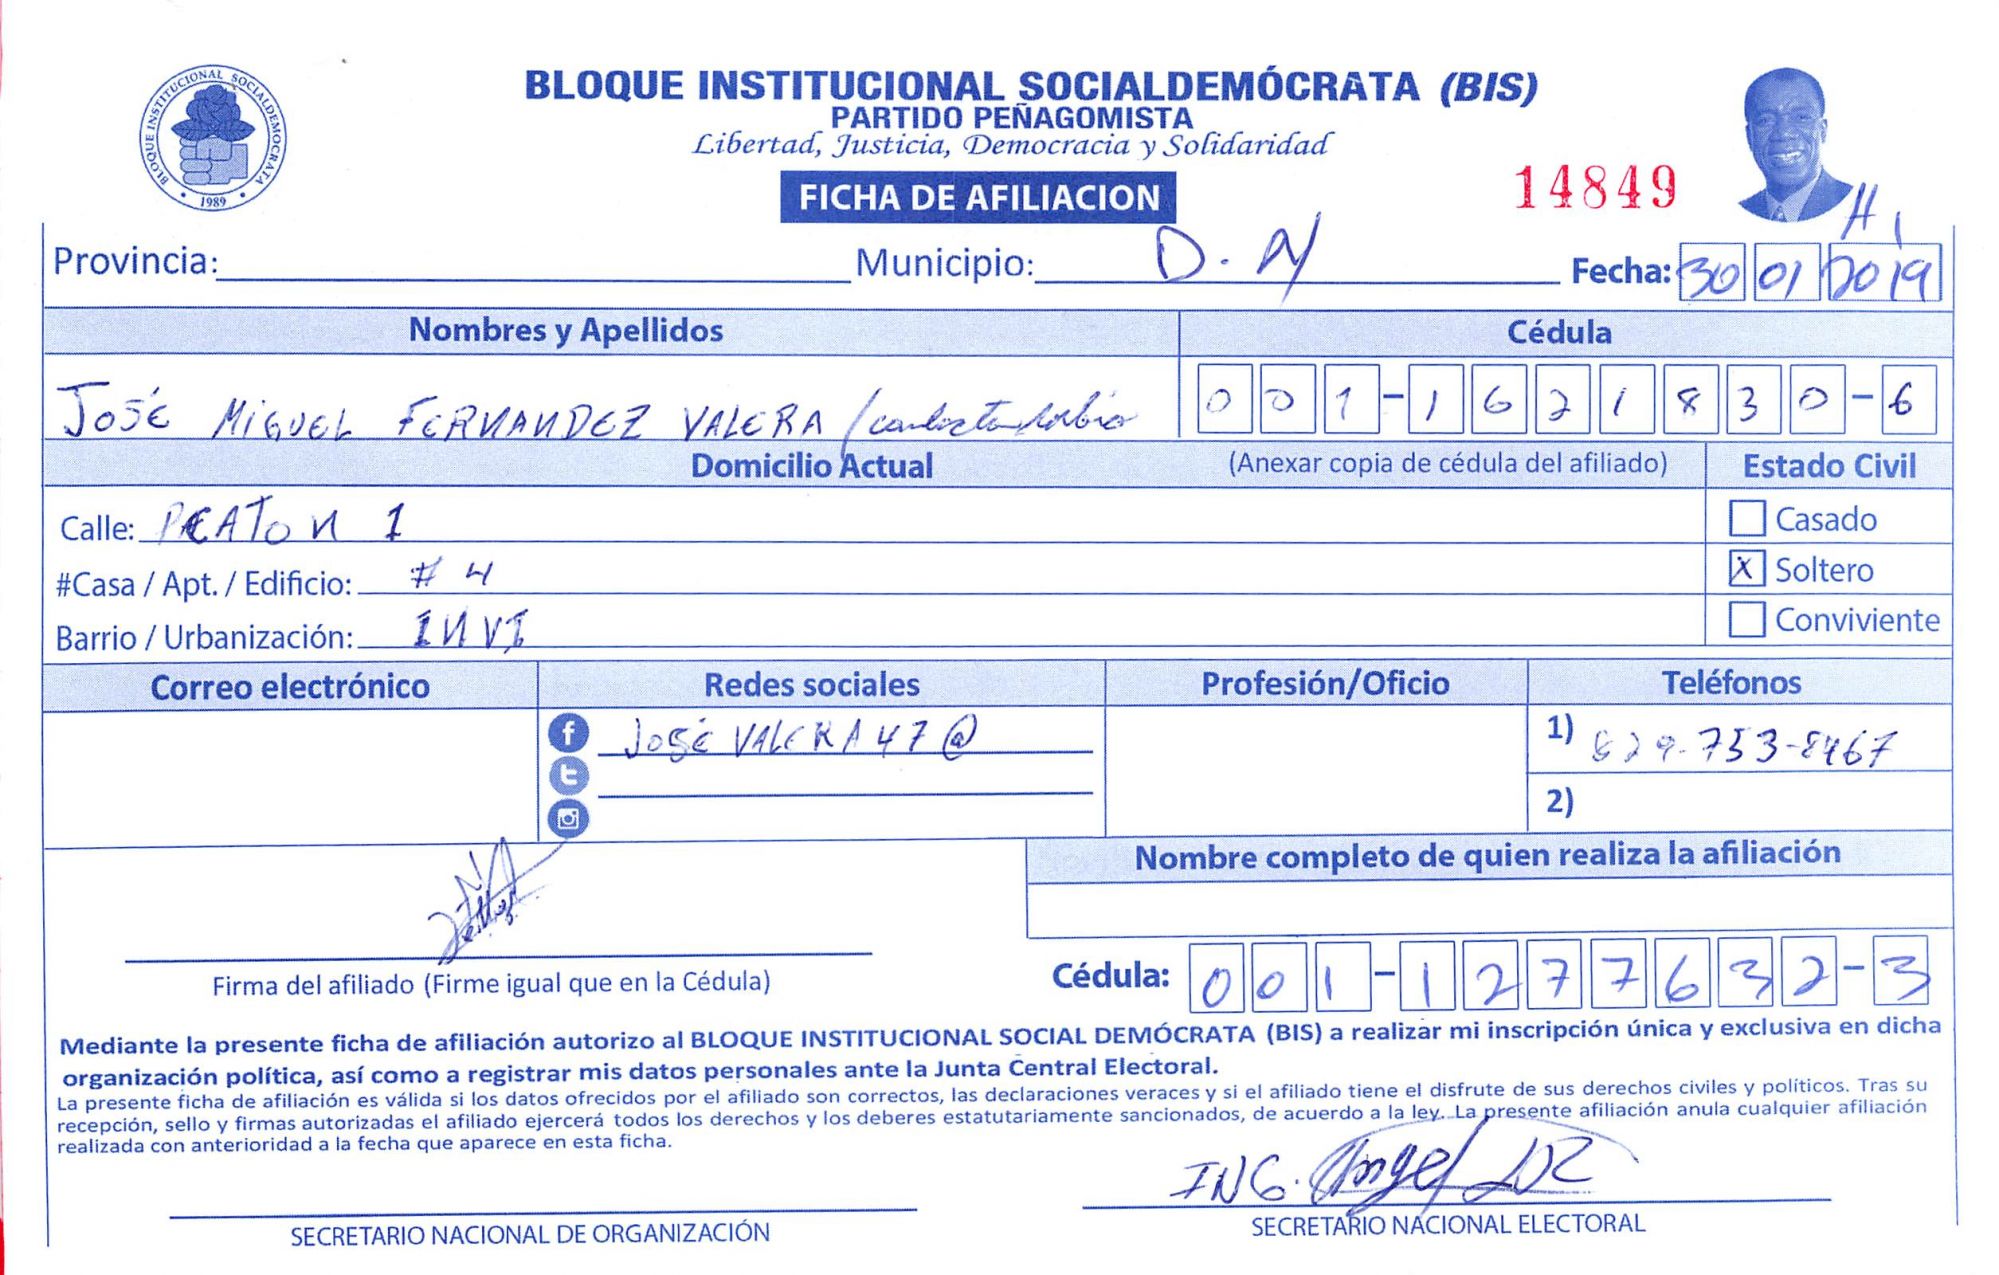 BLOQUE INSTITUCIONAL SOCIALDEMOCRATA
1989
BLOQUE INSTITUCIONAL SOCIALDEMÓCRATA (BIS)
PARTIDO PEÑAGOMISTA
Libertad, Justicia, Democracia y Solidaridad
FICHA DE AFILIACION
14849
H1
Provincia: Municipio: D. N Fecha: 30 01 2019
Nombres y Apellidos Cédula
JOSÉ MIGUEL FERNANDEZ VALERA / 001-1621830-6
Domicilio Actual (Anexar copia de cédula del afiliado) Estado Civil
Calle: PEATON 1 Casado
#Casa / Apt. / Edificio: # 4 X Soltero
Barrio / Urbanización: INVI Conviviente
Correo electrónico Redes sociales Profesión/Oficio Teléfonos
JOSÉ VALERA 47 @ 1) 829-753-8467
2)
Nombre completo de quien realiza la afiliación
Firma del afiliado (Firme igual que en la Cédula) Cédula: 001-1277632-3
Mediante la presente ficha de afiliación autorizo al BLOQUE INSTITUCIONAL SOCIAL DEMÓCRATA (BIS) a realizar mi inscripción única y exclusiva en dicha
organización política, así como a registrar mis datos personales ante la Junta Central Electoral.
La presente ficha de afiliación es válida si los datos ofrecidos por el afiliado son correctos, las declaraciones veraces y si el afiliado tiene el disfrute de sus derechos civiles y políticos. Tras su
recepción, sello y firmas autorizadas el afiliado ejercerá todos los derechos y los deberes estatutariamente sancionados, de acuerdo a la ley. La presente afiliación anula cualquier afiliación
realizada con anterioridad a la fecha que aparece en esta ficha.
ING. Angel
SECRETARIO NACIONAL DE ORGANIZACIÓN SECRETARIO NACIONAL ELECTORAL